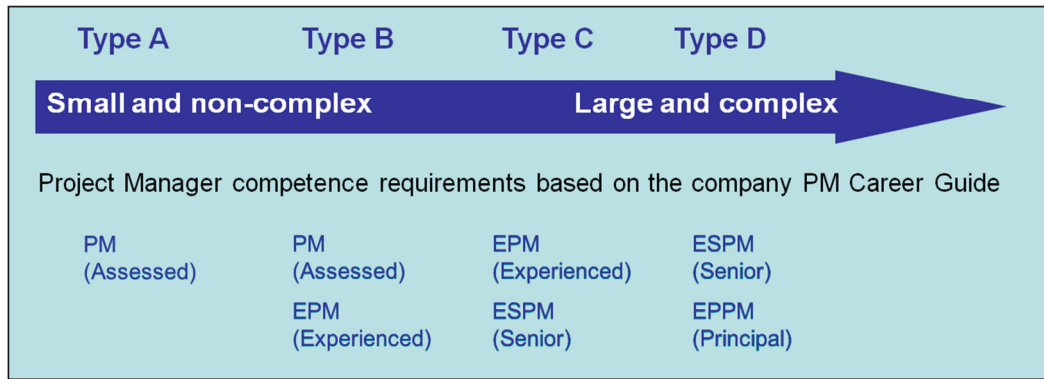 Type A Type B Type C Type D
Small and non-complex Large and complex
Project Manager competence requirements based on the company PM Career Guide
PM PM EPM ESPM
(Assessed) (Assessed) (Experienced) (Senior)
EPM ESPM EPPM
(Experienced) (Senior) (Principal)